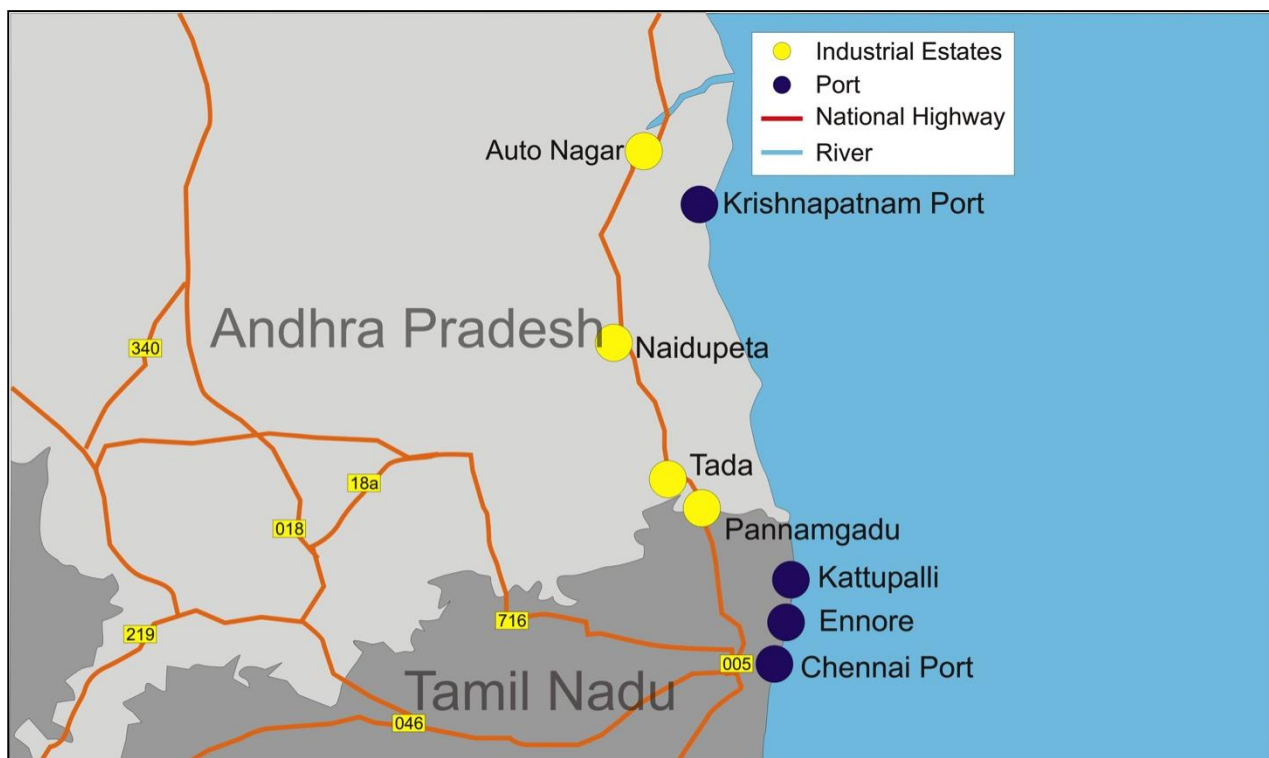 Industrial Estates
Port
National Highway
River
Auto Nagar
Krishnapatnam Port
Andhra Pradesh
340
Naidupeta
Tada
18a
018
Pannamgadu
Kattupalli
716
Ennore
219
005
Chennai Port
Tamil Nadu
046